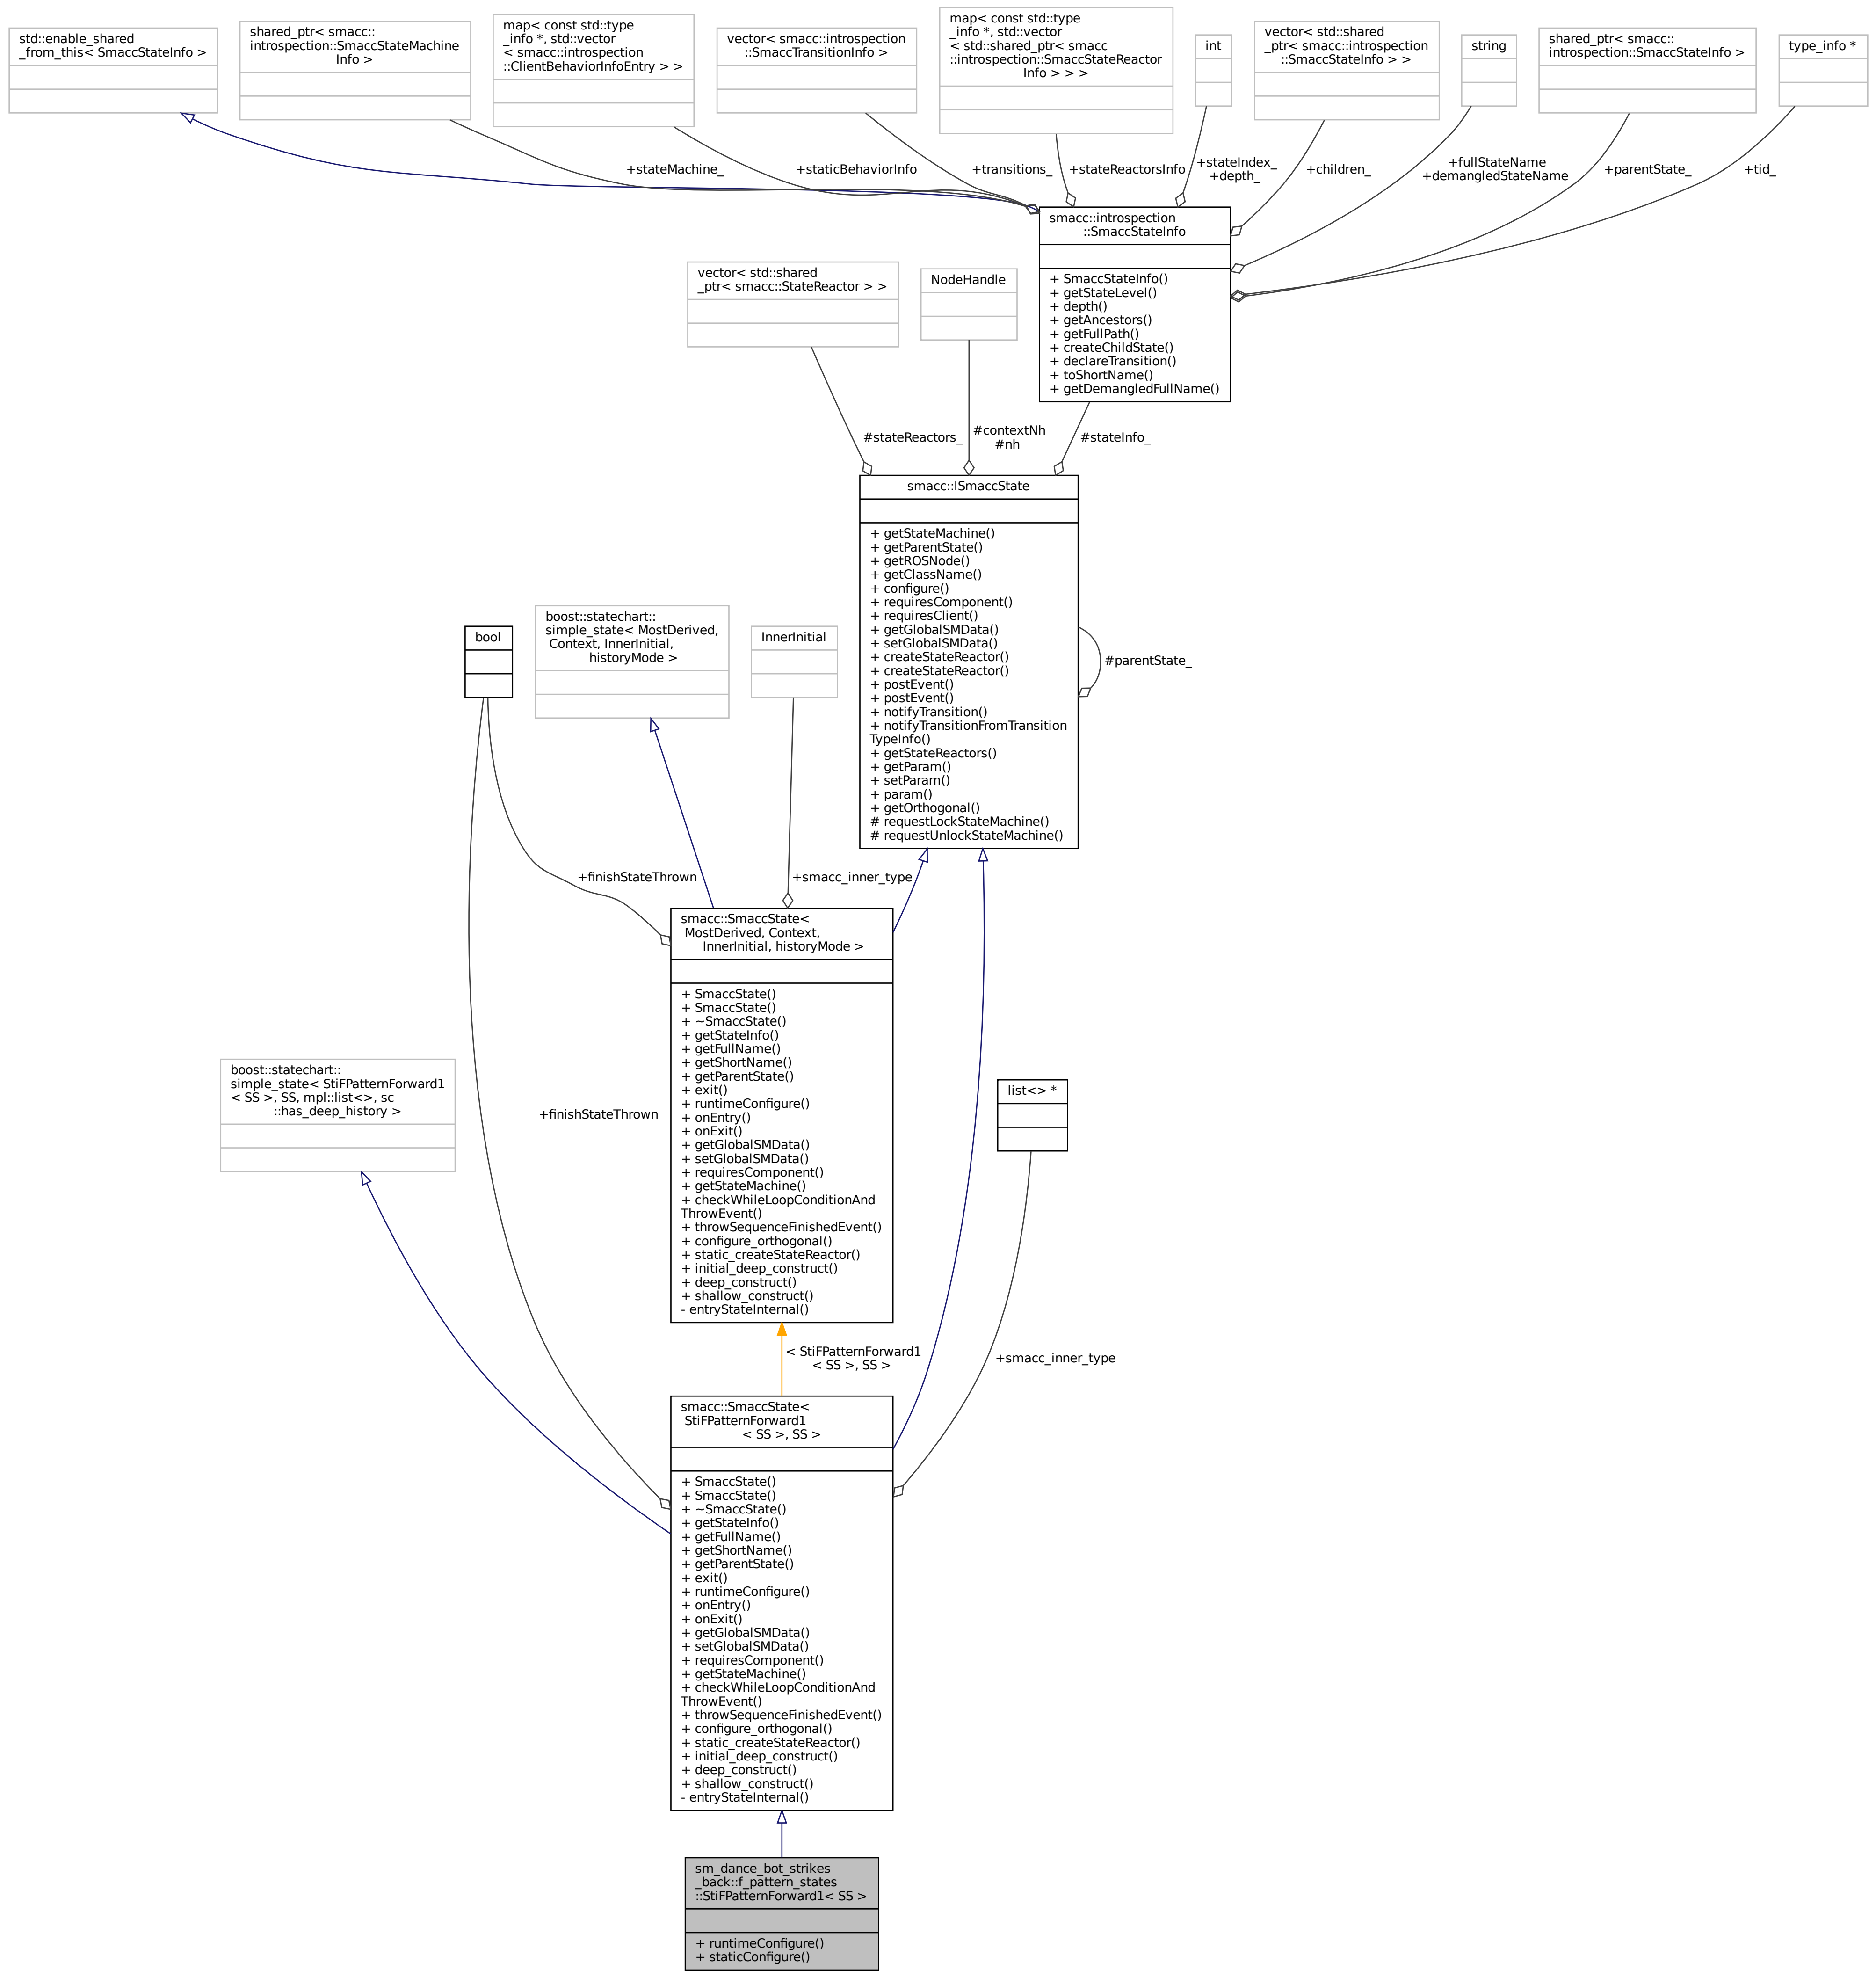 std::enable_shared
_from_this< SmaccStateInfo >
shared_ptr< smacc::
introspection::SmaccStateMachine
Info >
map< const std::type
_info *, std::vector
< smacc::introspection
::ClientBehaviorInfoEntry > >
vector< smacc::introspection
::SmaccTransitionInfo >
map< const std::type
_info *, std::vector
< std::shared_ptr< smacc
::introspection::SmaccStateReactor
Info > > >
int
vector< std::shared
_ptr< smacc::introspection
::SmaccStateInfo > >
string
shared_ptr< smacc::
introspection::SmaccStateInfo >
type_info *
+stateMachine_
+staticBehaviorInfo
+transitions_
+stateReactorsInfo
+stateIndex_
+depth_
+children_
+fullStateName
+demangledStateName
+parentState_
+tid_
smacc::introspection
::SmaccStateInfo
+ SmaccStateInfo()
+ getStateLevel()
+ depth()
+ getAncestors()
+ getFullPath()
+ createChildState()
+ declareTransition()
+ toShortName()
+ getDemangledFullName()
vector< std::shared
_ptr< smacc::StateReactor > >
NodeHandle
#stateReactors_
#contextNh
#nh
#stateInfo_
smacc::ISmaccState
+ getStateMachine()
+ getParentState()
+ getROSNode()
+ getClassName()
+ configure()
+ requiresComponent()
+ requiresClient()
+ getGlobalSMData()
+ setGlobalSMData()
+ createStateReactor()
+ createStateReactor()
+ postEvent()
+ postEvent()
+ notifyTransition()
+ notifyTransitionFromTransition
TypeInfo()
+ getStateReactors()
+ getParam()
+ setParam()
+ param()
+ getOrthogonal()
# requestLockStateMachine()
# requestUnlockStateMachine()
#parentState_
bool
boost::statechart::
simple_state< MostDerived,
Context, InnerInitial,
historyMode >
InnerInitial
+finishStateThrown
+smacc_inner_type
smacc::SmaccState<
MostDerived, Context,
InnerInitial, historyMode >
+ SmaccState()
+ SmaccState()
+ ~SmaccState()
+ getStateInfo()
+ getFullName()
+ getShortName()
+ getParentState()
+ exit()
+ runtimeConfigure()
+ onEntry()
+ onExit()
+ getGlobalSMData()
+ setGlobalSMData()
+ requiresComponent()
+ getStateMachine()
+ checkWhileLoopConditionAnd
ThrowEvent()
+ throwSequenceFinishedEvent()
+ configure_orthogonal()
+ static_createStateReactor()
+ initial_deep_construct()
+ deep_construct()
+ shallow_construct()
- entryStateInternal()
boost::statechart::
simple_state< StiFPatternForward1
< SS >, SS, mpl::list<>, sc
::has_deep_history >
+finishStateThrown
list<> *
< StiFPatternForward1
< SS >, SS >
+smacc_inner_type
smacc::SmaccState<
StiFPatternForward1
< SS >, SS >
+ SmaccState()
+ SmaccState()
+ ~SmaccState()
+ getStateInfo()
+ getFullName()
+ getShortName()
+ getParentState()
+ exit()
+ runtimeConfigure()
+ onEntry()
+ onExit()
+ getGlobalSMData()
+ setGlobalSMData()
+ requiresComponent()
+ getStateMachine()
+ checkWhileLoopConditionAnd
ThrowEvent()
+ throwSequenceFinishedEvent()
+ configure_orthogonal()
+ static_createStateReactor()
+ initial_deep_construct()
+ deep_construct()
+ shallow_construct()
- entryStateInternal()
sm_dance_bot_strikes
_back::f_pattern_states
::StiFPatternForward1< SS >
+ runtimeConfigure()
+ staticConfigure()